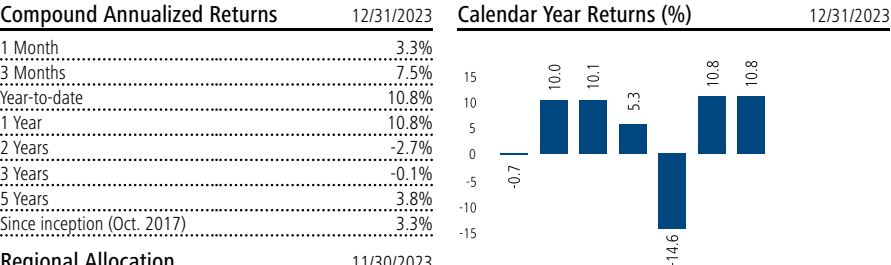 Compound Annualized Returns 12/31/2023
1 Month 3.3%
3 Months 7.5%
Year-to-date 10.8%
1 Year 10.8%
2 Years -2.7%
3 Years -0.1%
5 Years 3.8%
Since inception (Oct. 2017) 3.3%
Regional Allocation 11/30/2023
Calendar Year Returns (%) 12/31/2023
15
10
5
0
-5
-10
-15
-0.7
10.0
10.1
5.3
-14.6
10.8
10.8